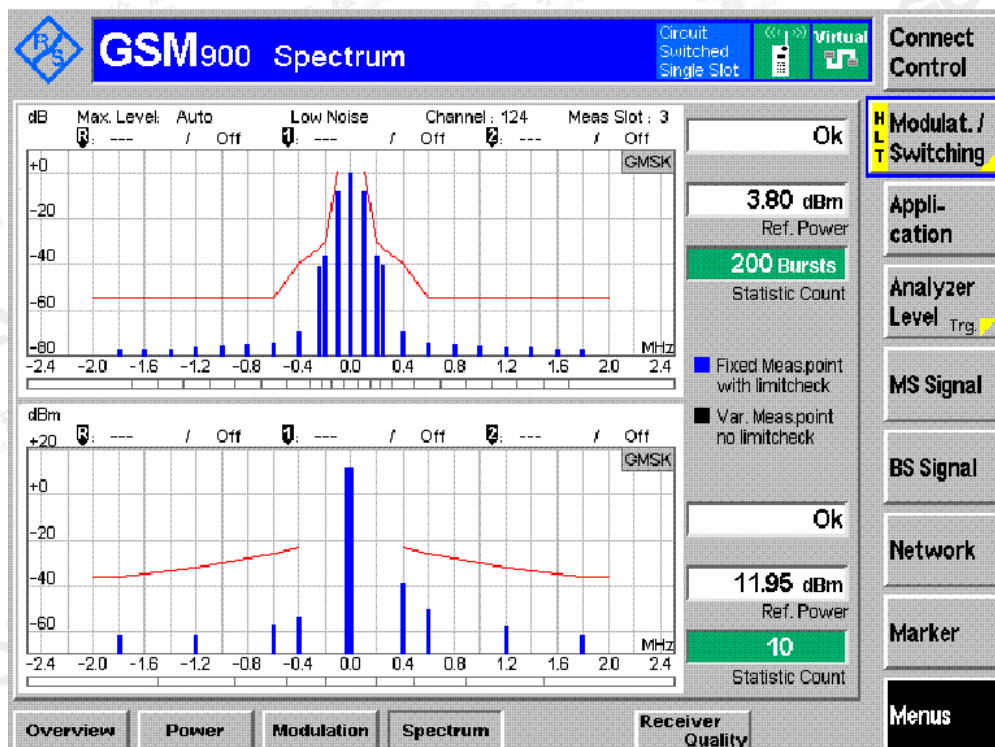 R/S
GSM900 Spectrum
Circuit
Switched
Single Slot
Virtual
Connect
Control
dB Max. Level: Auto Low Noise Channel : 124 Meas Slot : 3
R: --- / Off 1: --- / Off 2: --- / Off
GMSK
+0
-20
-40
-60
-80
MHz
-2.4 -2.0 -1.6 -1.2 -0.8 -0.4 0.0 0.4 0.8 1.2 1.6 2.0 2.4
Ok
3.80 dBm
Ref. Power
200 Bursts
Statistic Count
Fixed Meas.point
with limitcheck
Var. Meas.point
no limitcheck
dBm
R: --- / Off 1: --- / Off 2: --- / Off
+20
GMSK
+0
-20
-40
-60
MHz
-2.4 -2.0 -1.6 -1.2 -0.8 -0.4 0.0 0.4 0.8 1.2 1.6 2.0 2.4
Ok
11.95 dBm
Ref. Power
10
Statistic Count
HLT
Modulat. /
Switching
Appli-
cation
Analyzer
Level Trg.
MS Signal
BS Signal
Network
Marker
Menus
Overview Power Modulation Spectrum Receiver
Quality